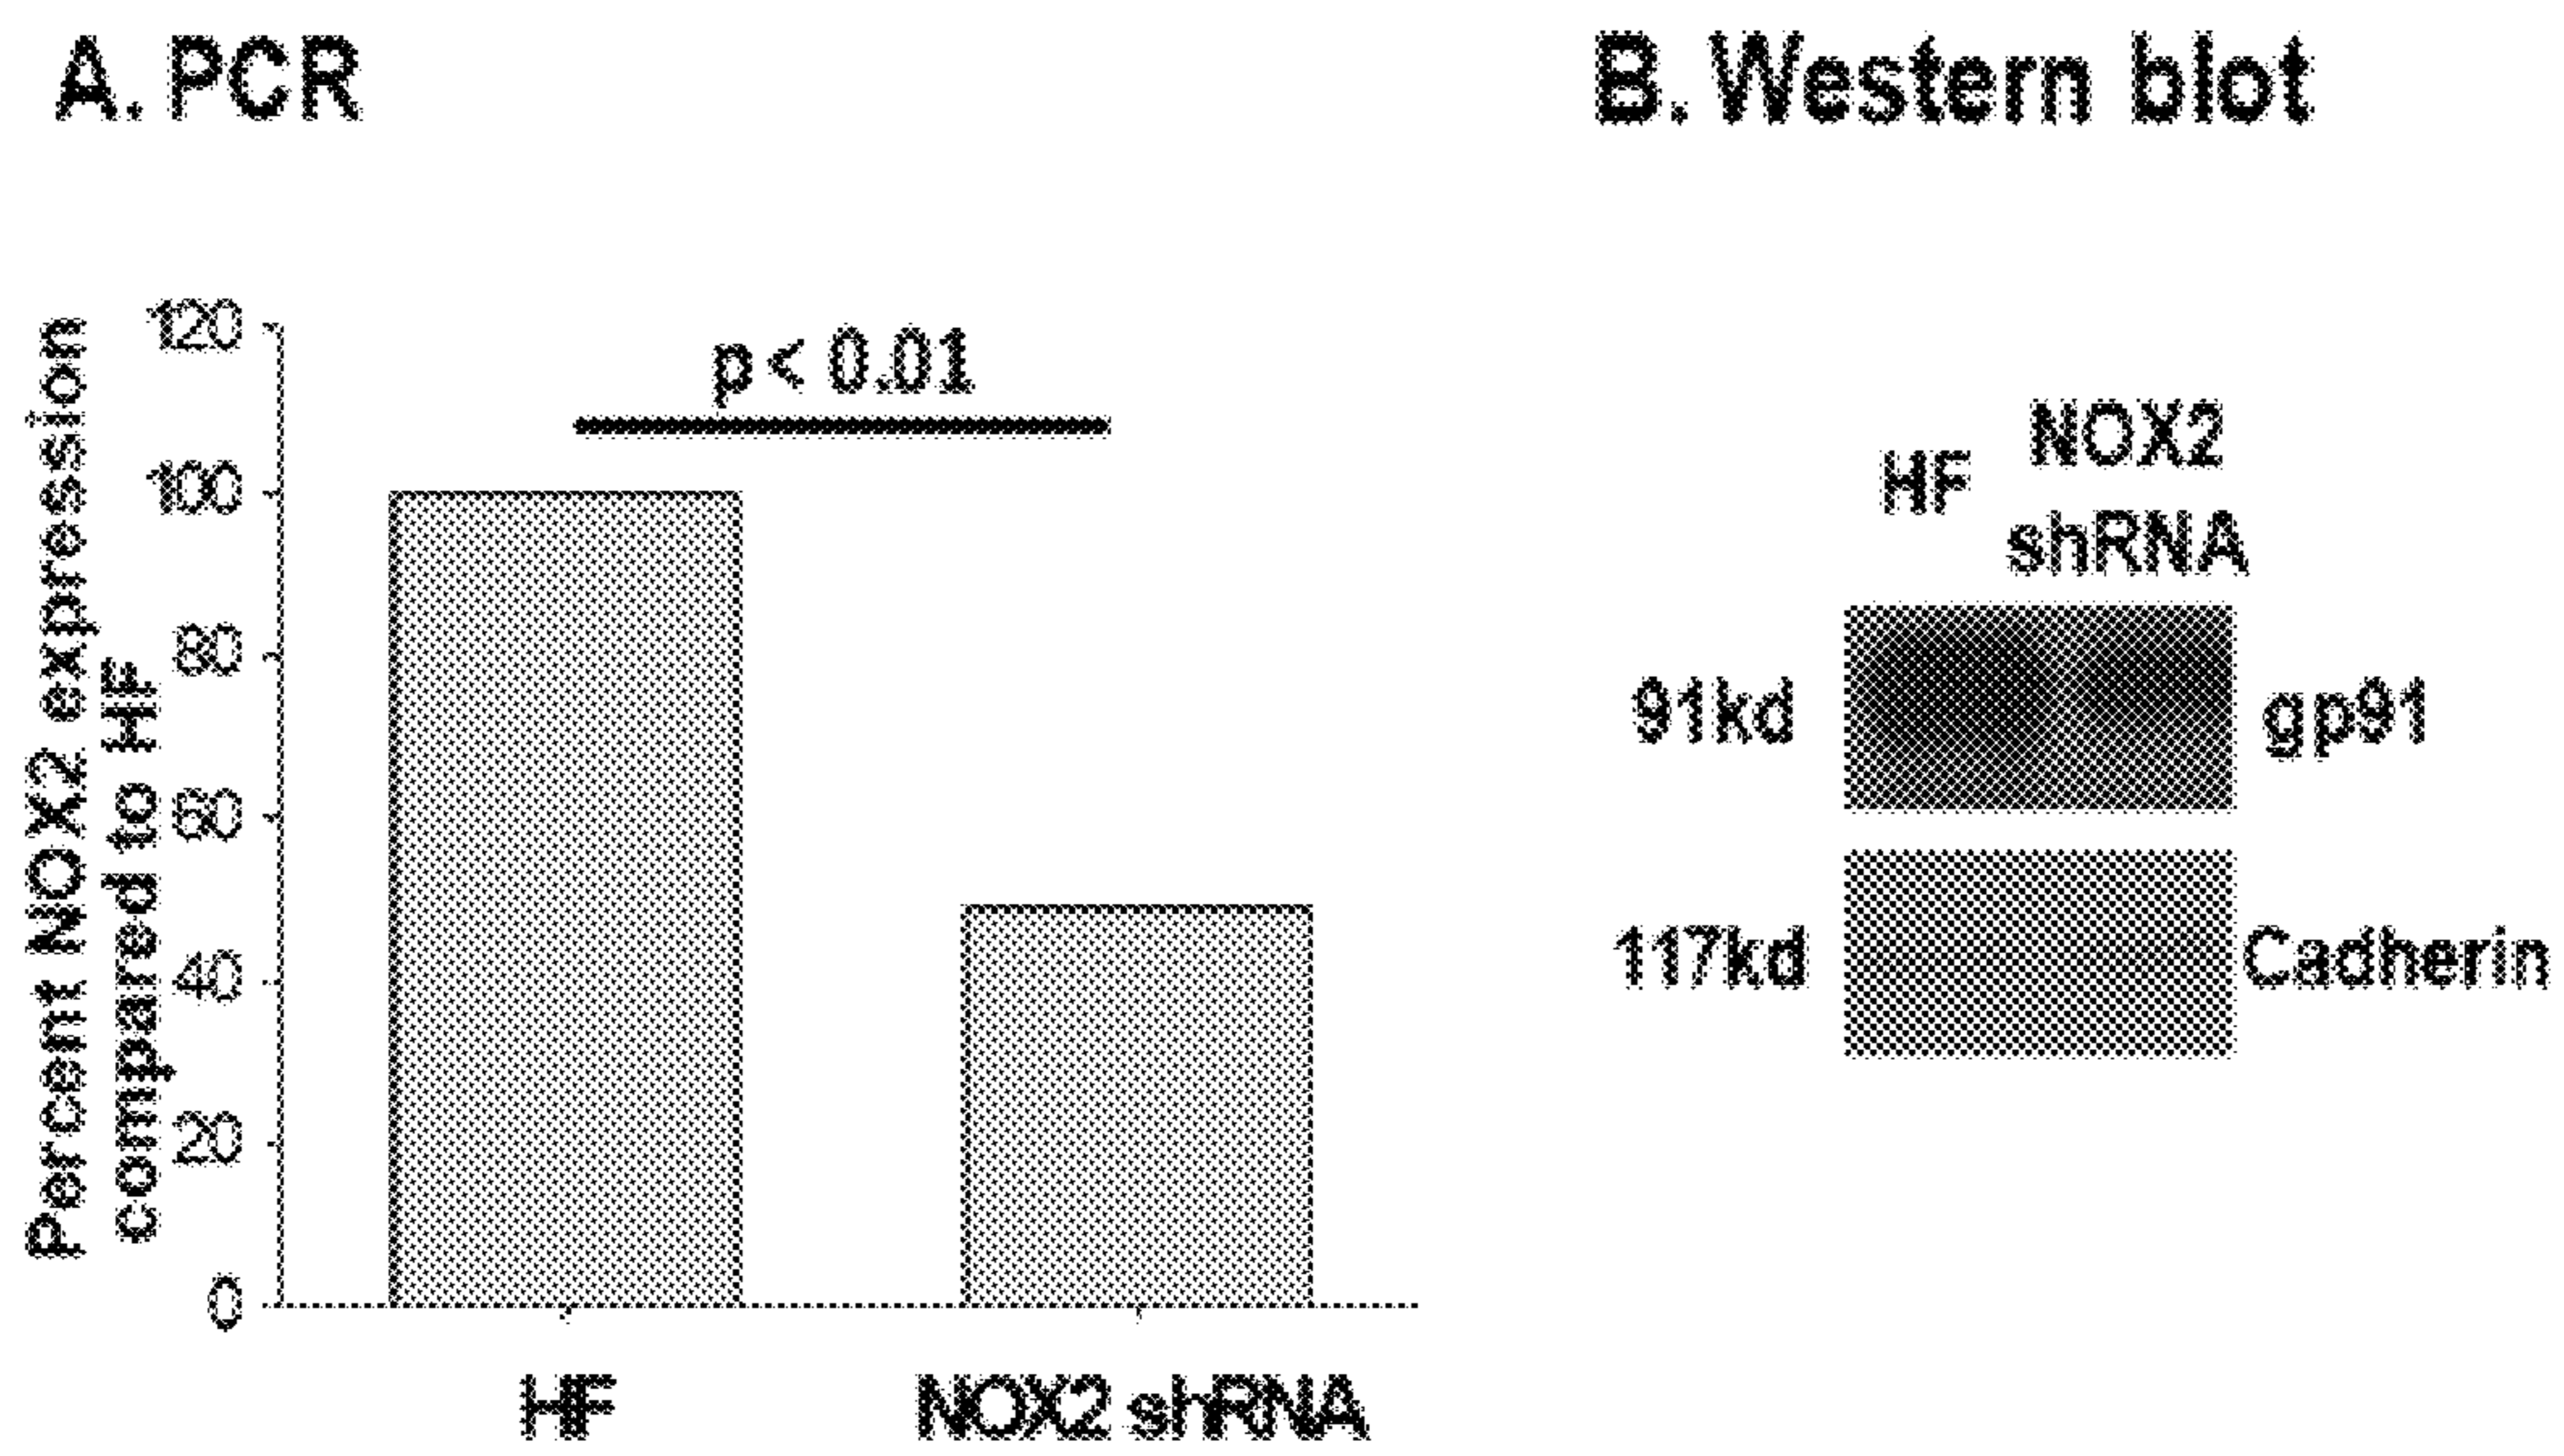 A. PCR
B. Western blot
Percent NOX2 expression
compared to HF
120
100
80
60
40
20
0
p < 0.01
HF
NOX2 shRNA
HF
NOX2
shRNA
91kd
gp91
117kd
Cadherin